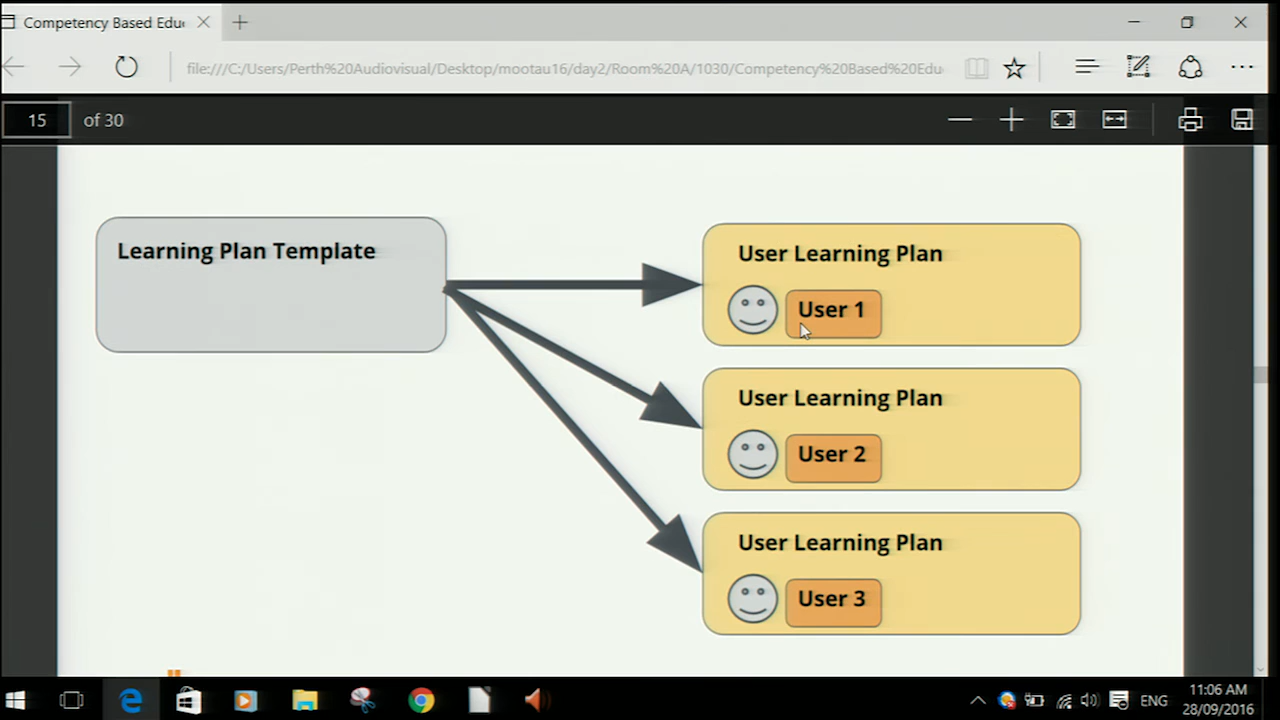 Competency Based Edu
file:///C:/Users/Perth%20Audiovisual/Desktop/mootau16/day2/Room%20A/1030/Competency%20Based%20Edu
15 of 30
Learning Plan Template
User Learning Plan
User 1
User Learning Plan
User 2
User Learning Plan
User 3
ENG
11:06 AM
28/09/2016